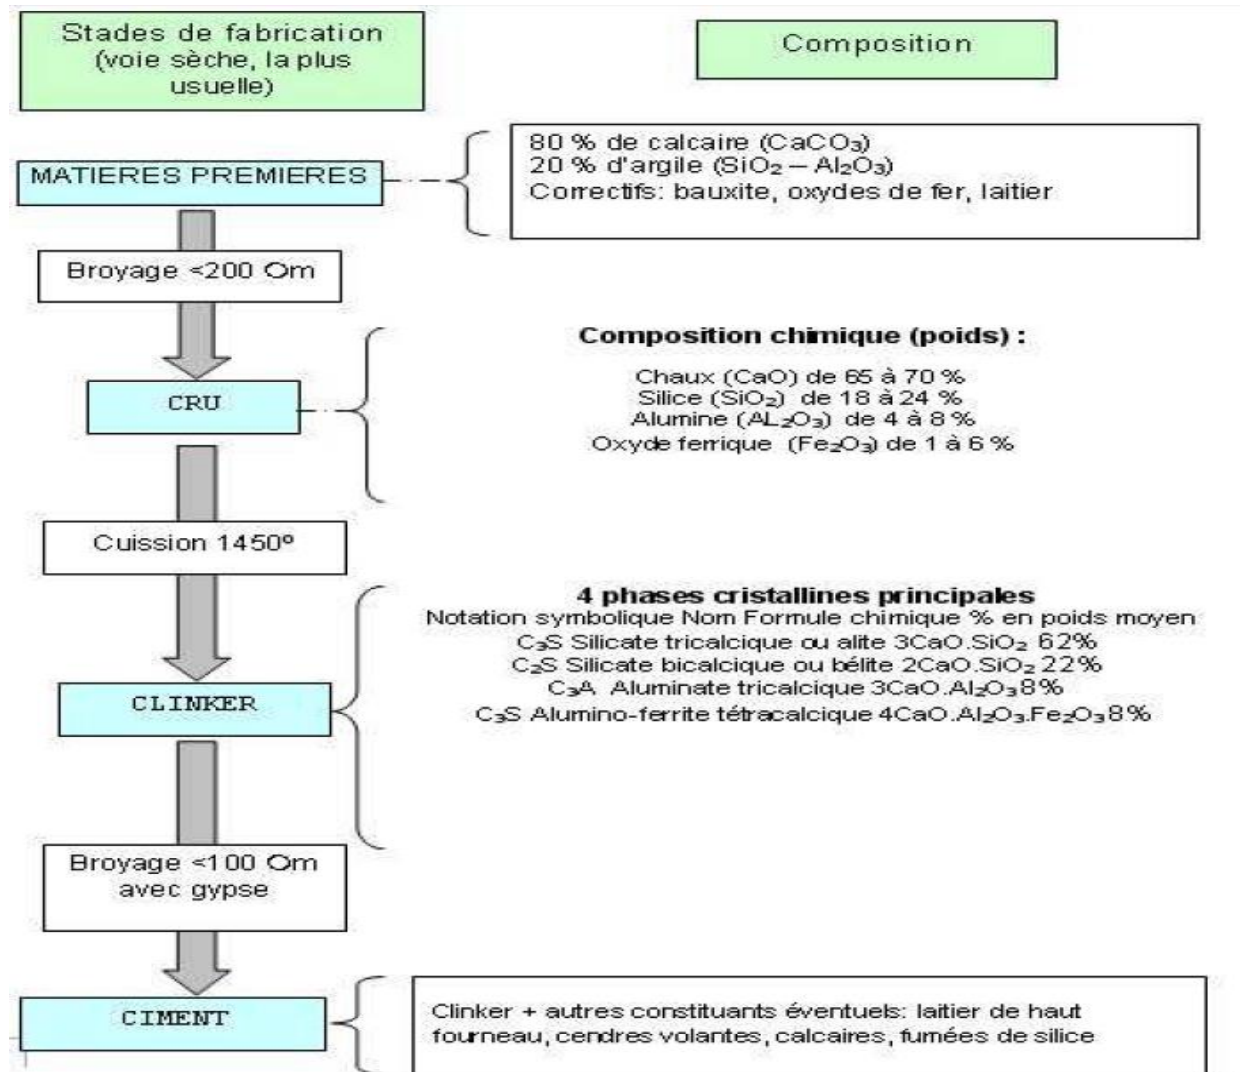 Stades de fabrication
(voie sèche, la plus
usuelle)
Composition
MATIERES PREMIERES
80 % de calcaire (CaCO₃)
20 % d'argile (SiO₂ – Al₂O₃)
Correctifs: bauxite, oxydes de fer, laitier
Broyage <200 Om
CRU
Composition chimique (poids) :
Chaux (CaO) de 65 à 70 %
Silice (SiO₂) de 18 à 24 %
Alumine (AL₂O₃) de 4 à 8 %
Oxyde ferrique (Fe₂O₃) de 1 à 6 %
Cuission 1450º
CLINKER
4 phases cristallines principales
Notation symbolique Nom Formule chimique % en poids moyen
C₃S Silicate tricalcique ou alite 3CaO.SiO₂ 62%
C₂S Silicate bicalcique ou bélite 2CaO.SiO₂ 22%
C₃A Aluminate tricalcique 3CaO.Al₂O₃ 8%
C₃S Alumino-ferrite tétracalcique 4CaO.Al₂O₃.Fe₂O₃ 8%
Broyage <100 Om
avec gypse
CIMENT
Clinker + autres constituants éventuels: laitier de haut
fourneau, cendres volantes, calcaires, fumées de silice